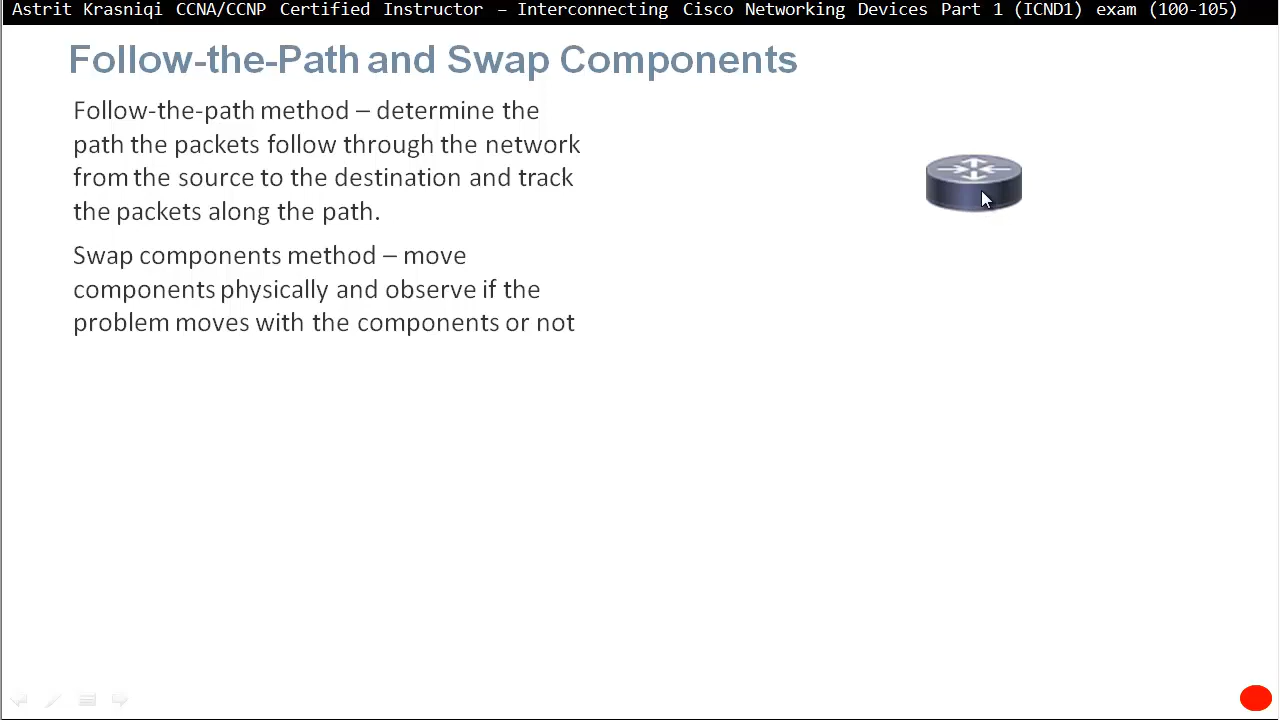 Astrit Krasniqi CCNA/CCNP Certified Instructor – Interconnecting Cisco Networking Devices Part 1 (ICND1) exam (100-105)
Follow-the-Path and Swap Components
Follow-the-path method – determine the
path the packets follow through the network
from the source to the destination and track
the packets along the path.
Swap components method – move
components physically and observe if the
problem moves with the components or not